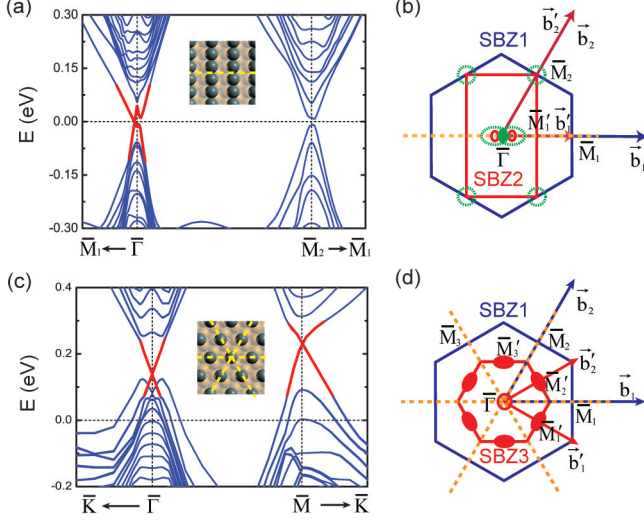 (a)
0.30
0.15
0.00
-0.15
-0.30
E (eV)
M̄₁ ← Γ̄
M̄₂ → M̄₁
(b)
SBZ1
b⃗′₂
b⃗₂
M̄₂
M̄′₁ b⃗′
Γ̄
M̄₁
SBZ2
b⃗₁
(c)
0.4
0.2
0.0
-0.2
E (eV)
K̄ ← Γ̄
M̄ → K̄
(d)
SBZ1
b⃗₂
M̄₃
M̄₂
M̄′₃
b⃗′₂
M̄′₂
b⃗₁
Γ̄
M̄₁
M̄′₁
SBZ3
b⃗′₁